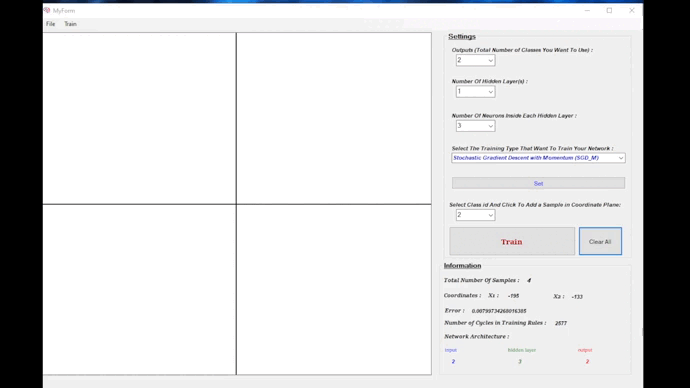 MyForm
File Train
Settings
Outputs (Total Number of Classes You Want To Use) :
2
Number Of Hidden Layer(s) :
1
Number Of Neurons Inside Each Hidden Layer :
3
Select The Training Type That Want To Train Your Network :
Stochastic Gradient Descent with Momentum (SGD_M)
Set
Select Class id And Click To Add a Sample in Coordinate Plane:
2
Train
Clear All
Information
Total Number Of Samples : 4
Coordinates : X₁ : -195 X₂ : -133
Error : 0.00799734268016385
Number of Cycles in Training Rules : 2577
Network Architecture :
input hidden layer output
2 3 2